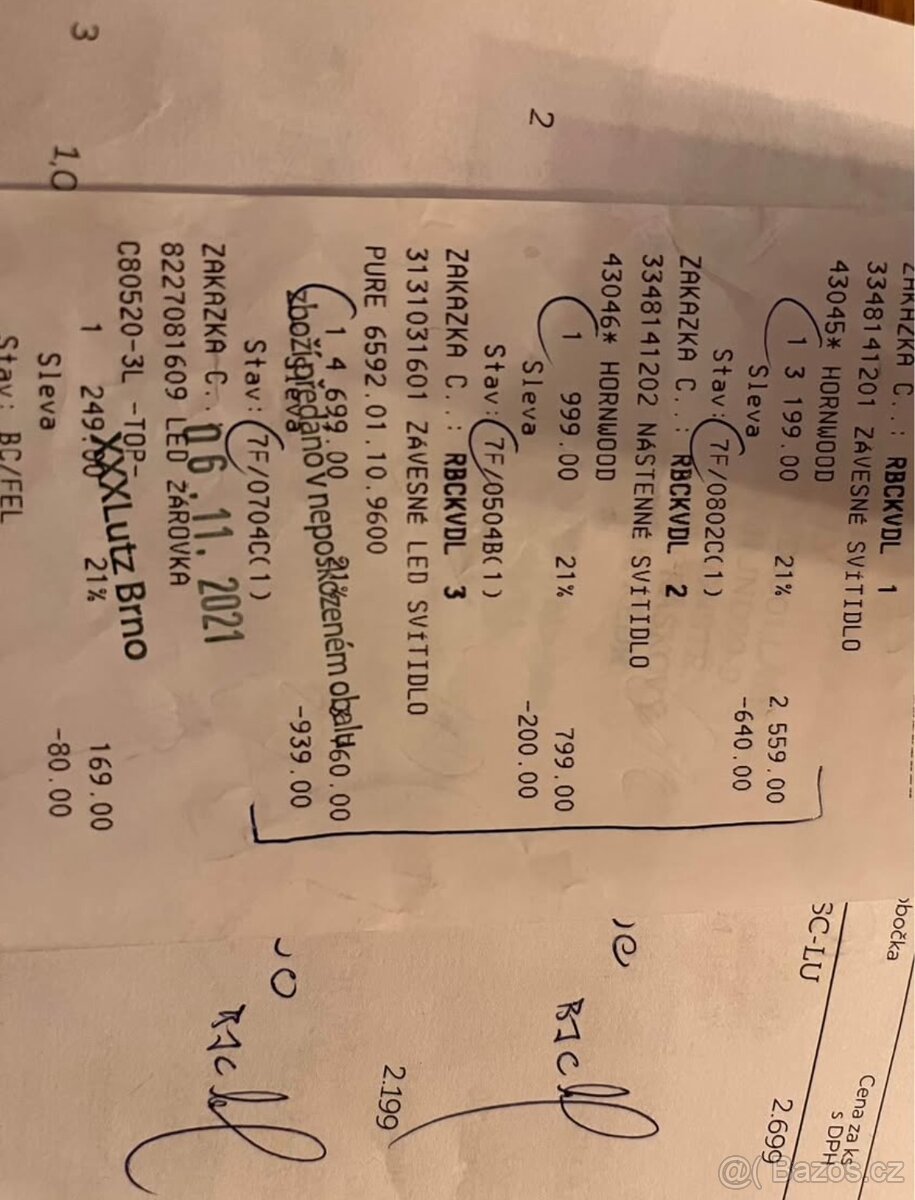 ZAKAZKA C..: RBCKVDL 1
3348141201 ZÁVESNÉ SVÍTIDLO
43045* HORNWOOD
1 3 199.00 21% 2 559.00
Sleva -640.00
Stav: 7F/0802C(1)
ZAKAZKA C..: RBCKVDL 2
3348141202 NÁSTENNÉ SVÍTIDLO
43046* HORNWOOD
1 999.00 21% 799.00
Sleva -200.00
Stav: 7F/0504B(1)
ZAKAZKA C..: RBCKVDL 3
3131031601 ZÁVESNÉ LED SVÍTIDLO
PURE 6592.01.10.9600
1 4 699.00 21% 760.00
zboží předáno v nepoškozeném obalu
Sleva -939.00
Stav: 7F/0704C(1)
ZAKAZKA C..
06.11.2021
8227081609 LED ŽÁROVKA
C80520-3L -TOP-
XXXLutz Brno
1 249.00 21% 169.00
Sleva -80.00
Stav: BC/FEL
2
3
1,0
obočka
Cena za ks
s DPH
SC-LU
2.699
2.199
@( Bazoš.cz